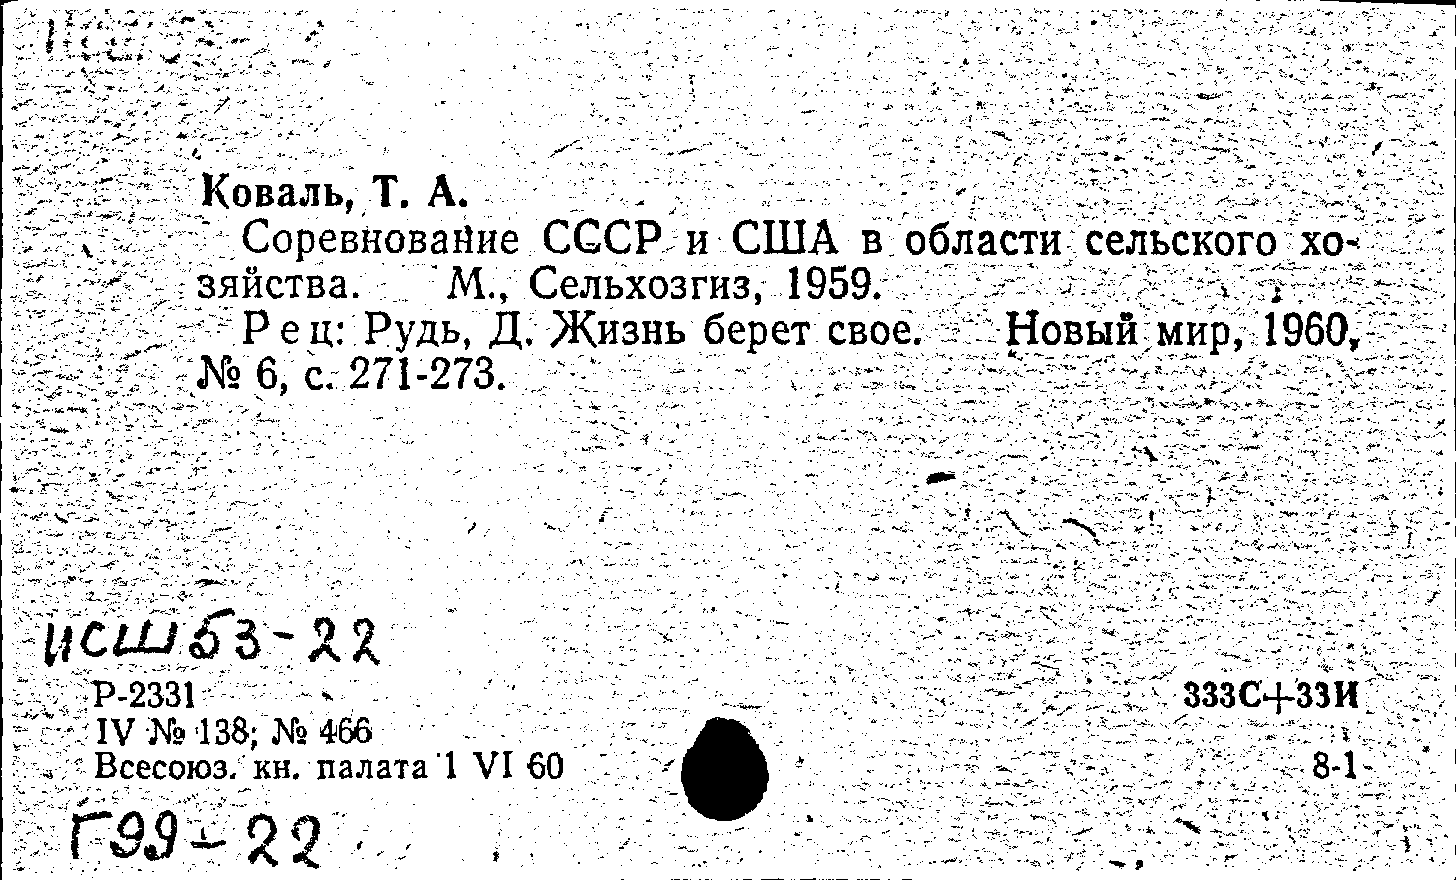 Коваль, Т. А.
Соревнование СССР и США в области сельского хо-
зяйства. М., Сельхозгиз, 1959.
Рец: Рудь, Д. Жизнь берет свое. Новый мир, 1960,
№ 6, с. 271-273.
ИСШ53-22
Р-2331
333С+33И
IV № 138; № 466
Всесоюз. кн. палата 1 VI 60
8-1
Г99-22